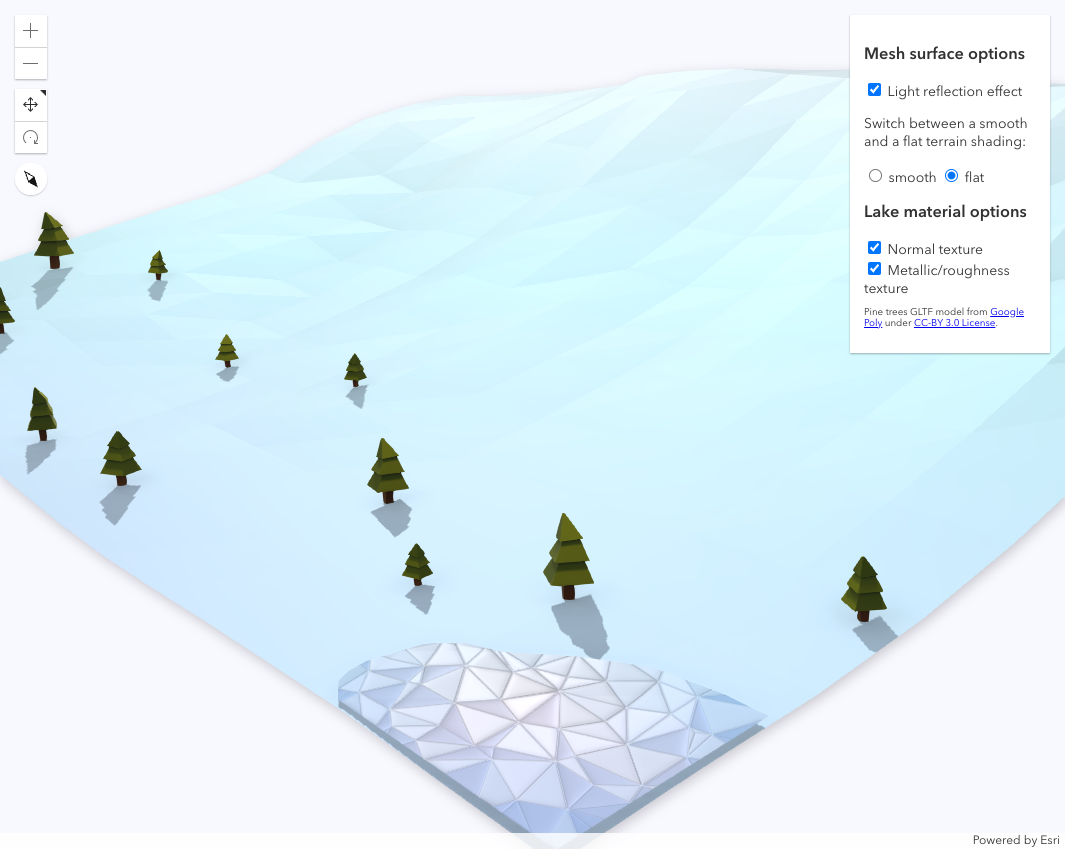 Mesh surface options
Light reflection effect
Switch between a smooth
and a flat terrain shading:
smooth flat
Lake material options
Normal texture
Metallic/roughness
texture
Pine trees GLTF model from Google
Poly under CC-BY 3.0 License.
Powered by Esri